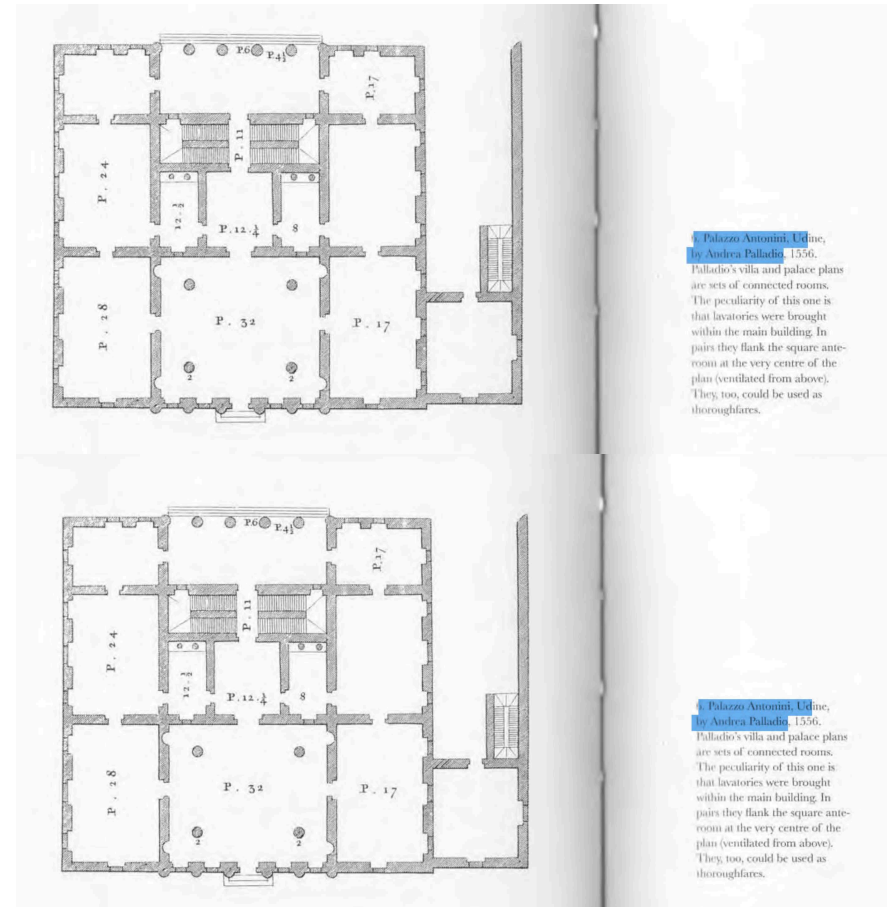 P.6
P.4½
P.17
P. 11
P. 24
12.½
P.12.¼
8
P. 28
P. 32
P. 17
2
2
6. Palazzo Antonini, Udine,
by Andrea Palladio, 1556.
Palladio's villa and palace plans
are sets of connected rooms.
The peculiarity of this one is
that lavatories were brought
within the main building. In
pairs they flank the square ante-
room at the very centre of the
plan (ventilated from above).
They, too, could be used as
thoroughfares.
P.6
P.4½
P.17
P. 11
P. 24
12.½
P.12.¼
8
P. 28
P. 32
P. 17
2
2
6. Palazzo Antonini, Udine,
by Andrea Palladio, 1556.
Palladio's villa and palace plans
are sets of connected rooms.
The peculiarity of this one is
that lavatories were brought
within the main building. In
pairs they flank the square ante-
room at the very centre of the
plan (ventilated from above).
They, too, could be used as
thoroughfares.